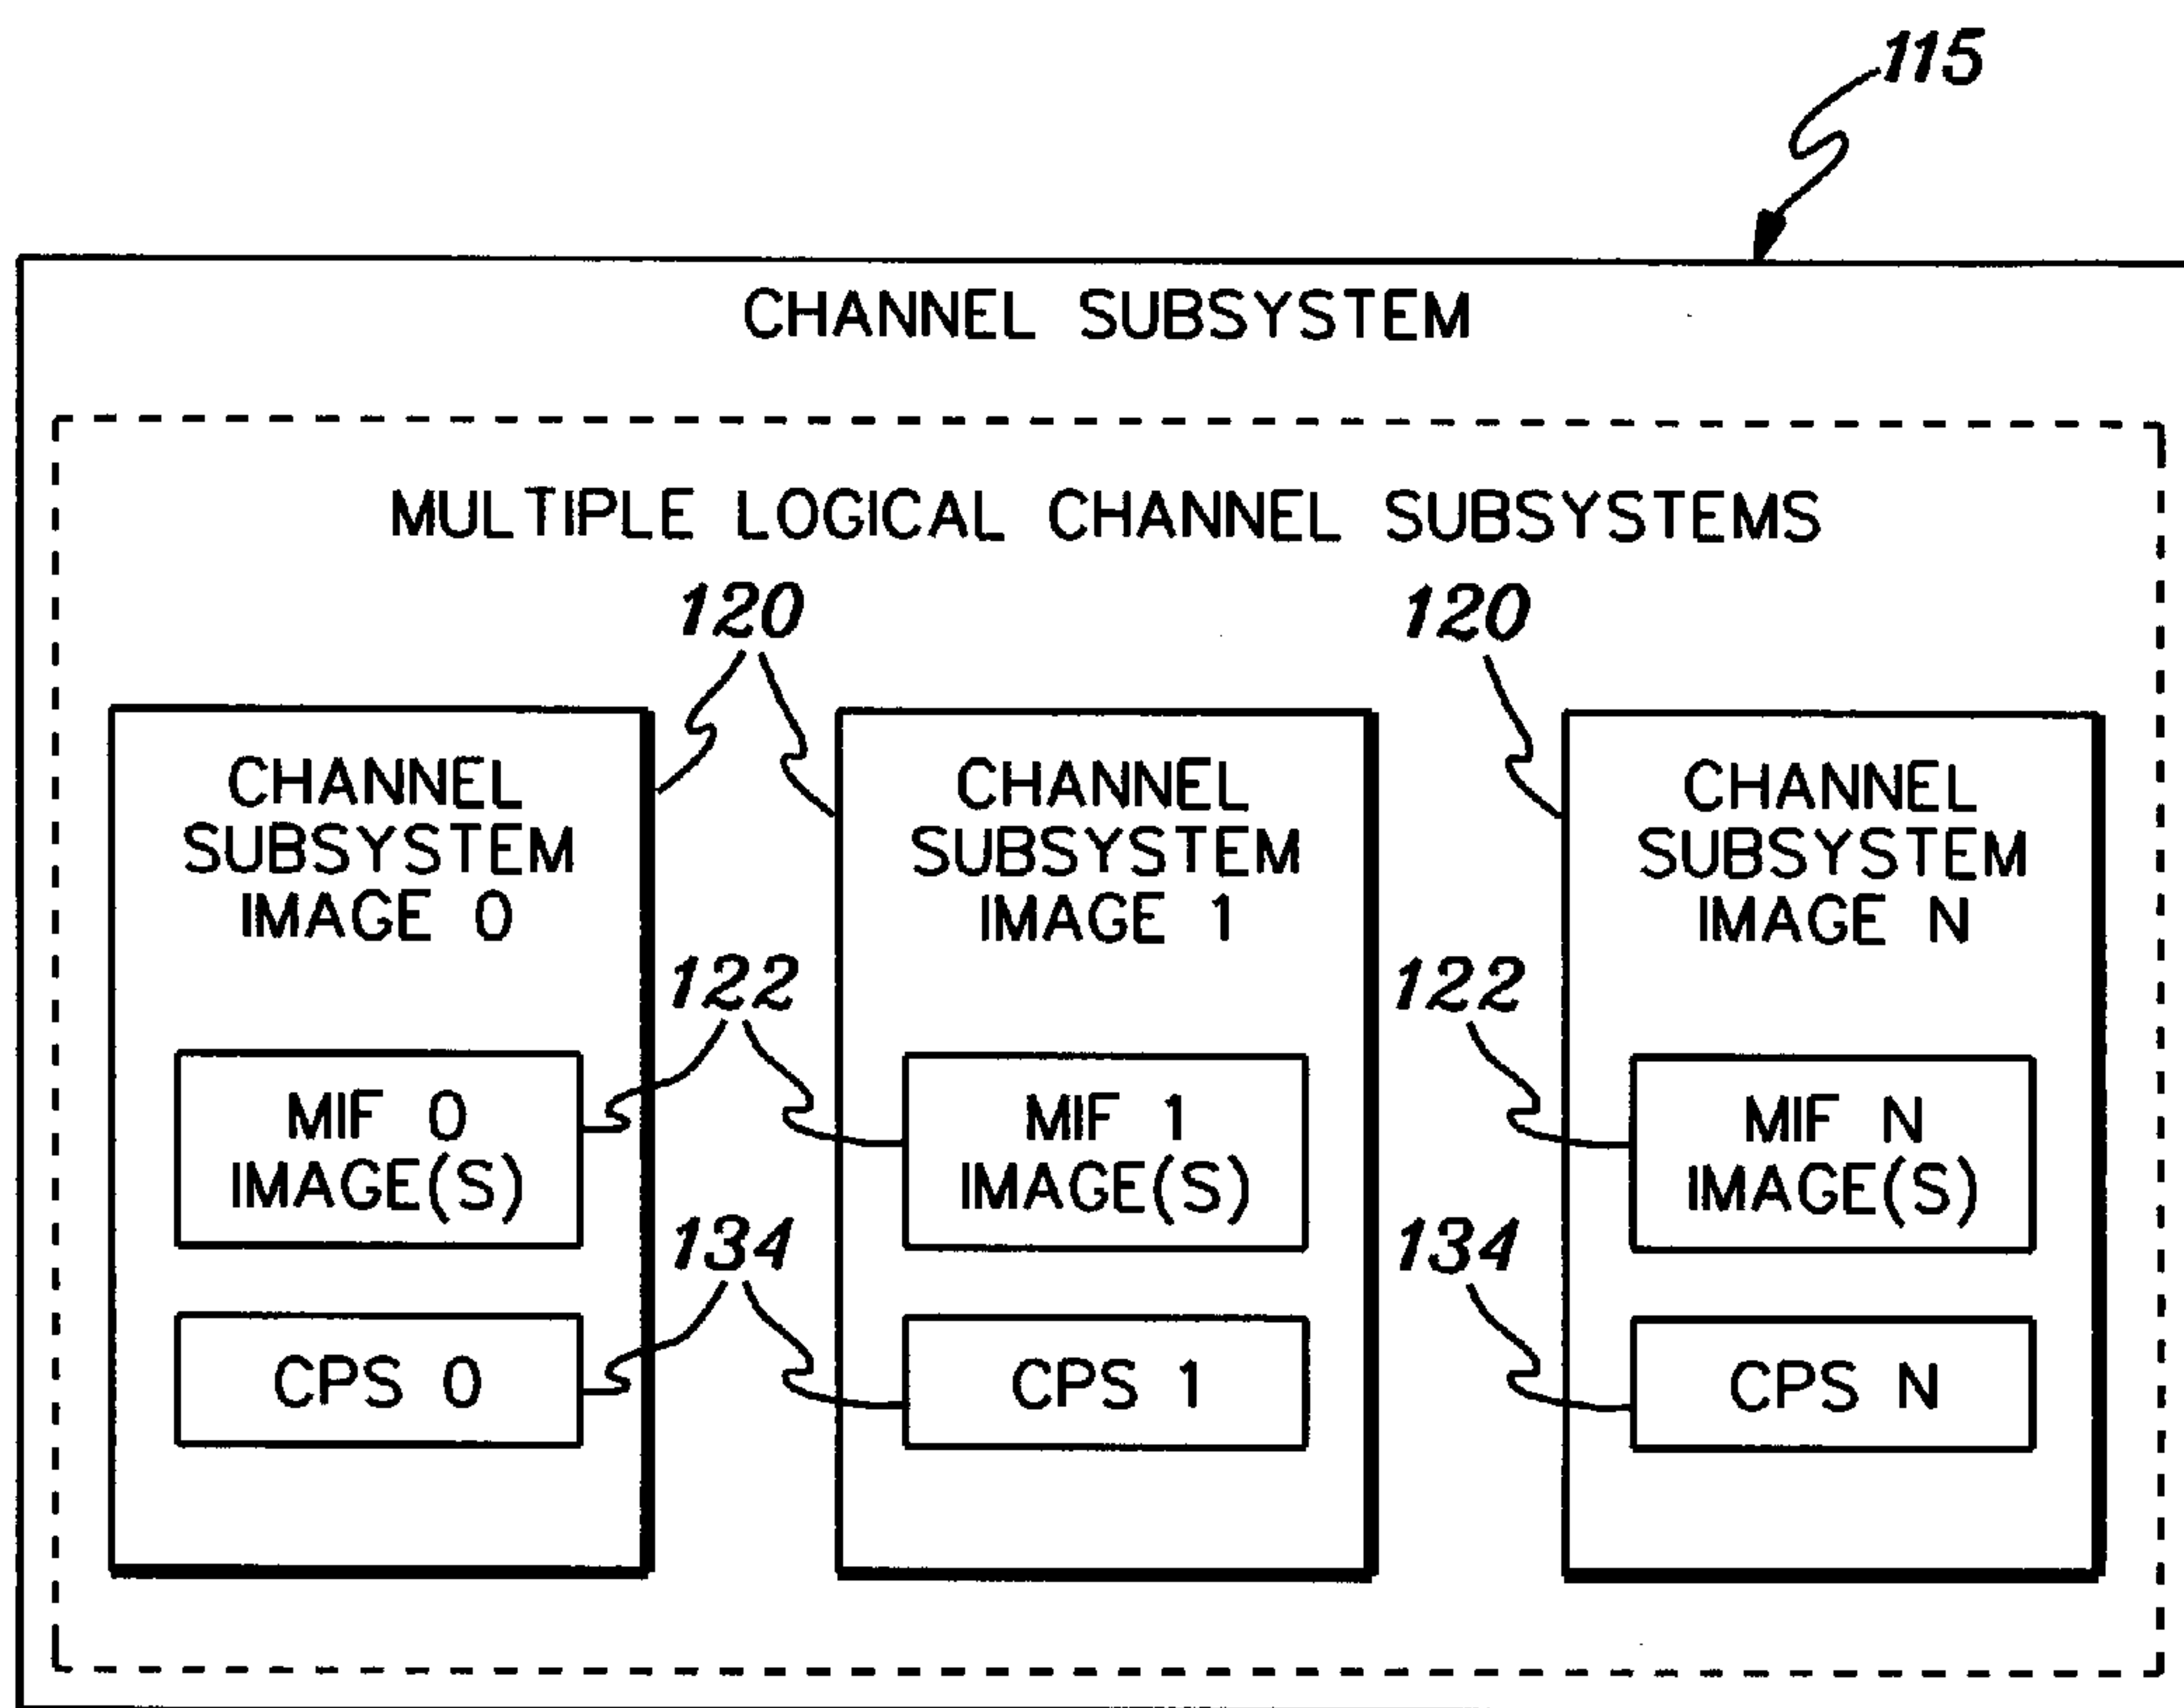 115
CHANNEL SUBSYSTEM
MULTIPLE LOGICAL CHANNEL SUBSYSTEMS
120
120
CHANNEL
SUBSYSTEM
IMAGE 0
CHANNEL
SUBSYSTEM
IMAGE 1
CHANNEL
SUBSYSTEM
IMAGE N
122
122
MIF 0
IMAGE(S)
MIF 1
IMAGE(S)
MIF N
IMAGE(S)
134
134
CPS 0
CPS 1
CPS N